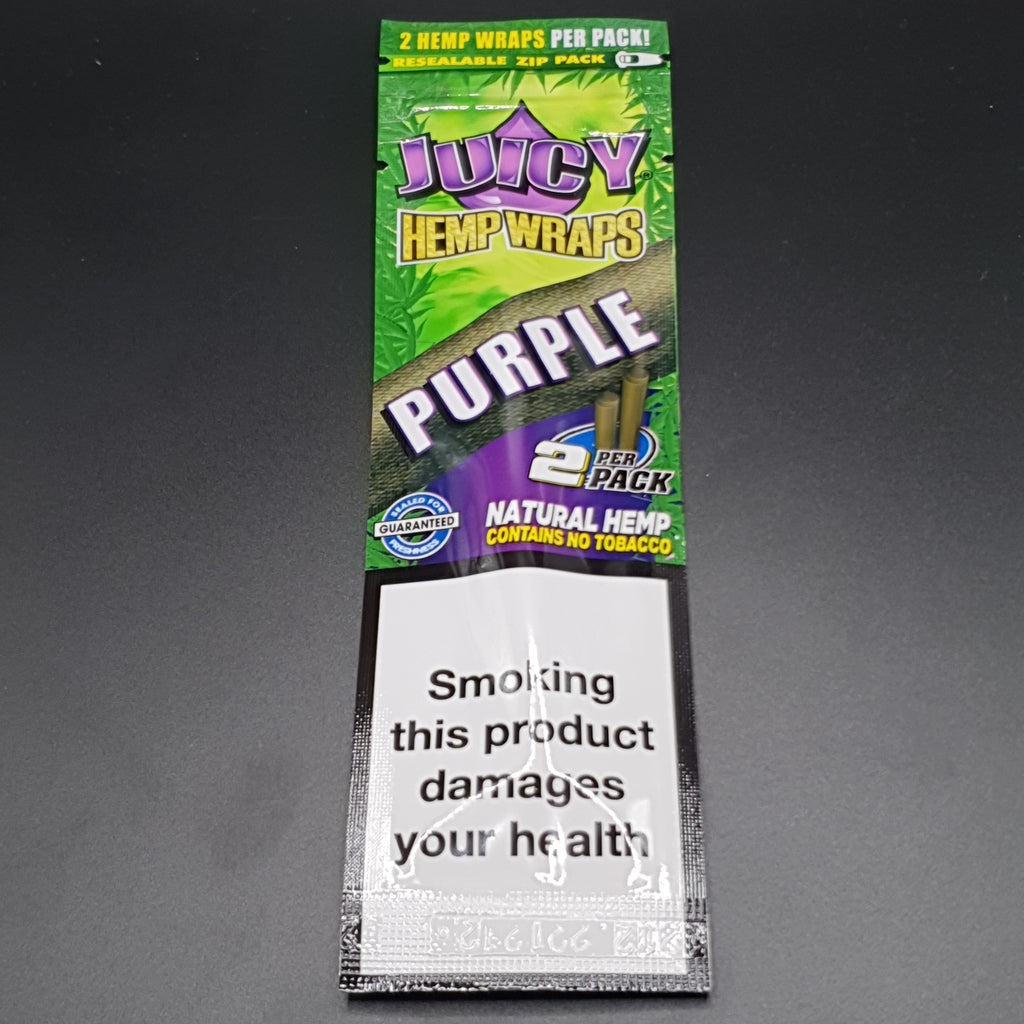 2 HEMP WRAPS PER PACK!
RESEALABLE ZIP PACK
JUICY®
HEMP WRAPS
PURPLE
2 PER
PACK
SEALED FOR
GUARANTEED
FRESHNESS
NATURAL HEMP
CONTAINS NO TOBACCO
Smoking
this product
damages
your health